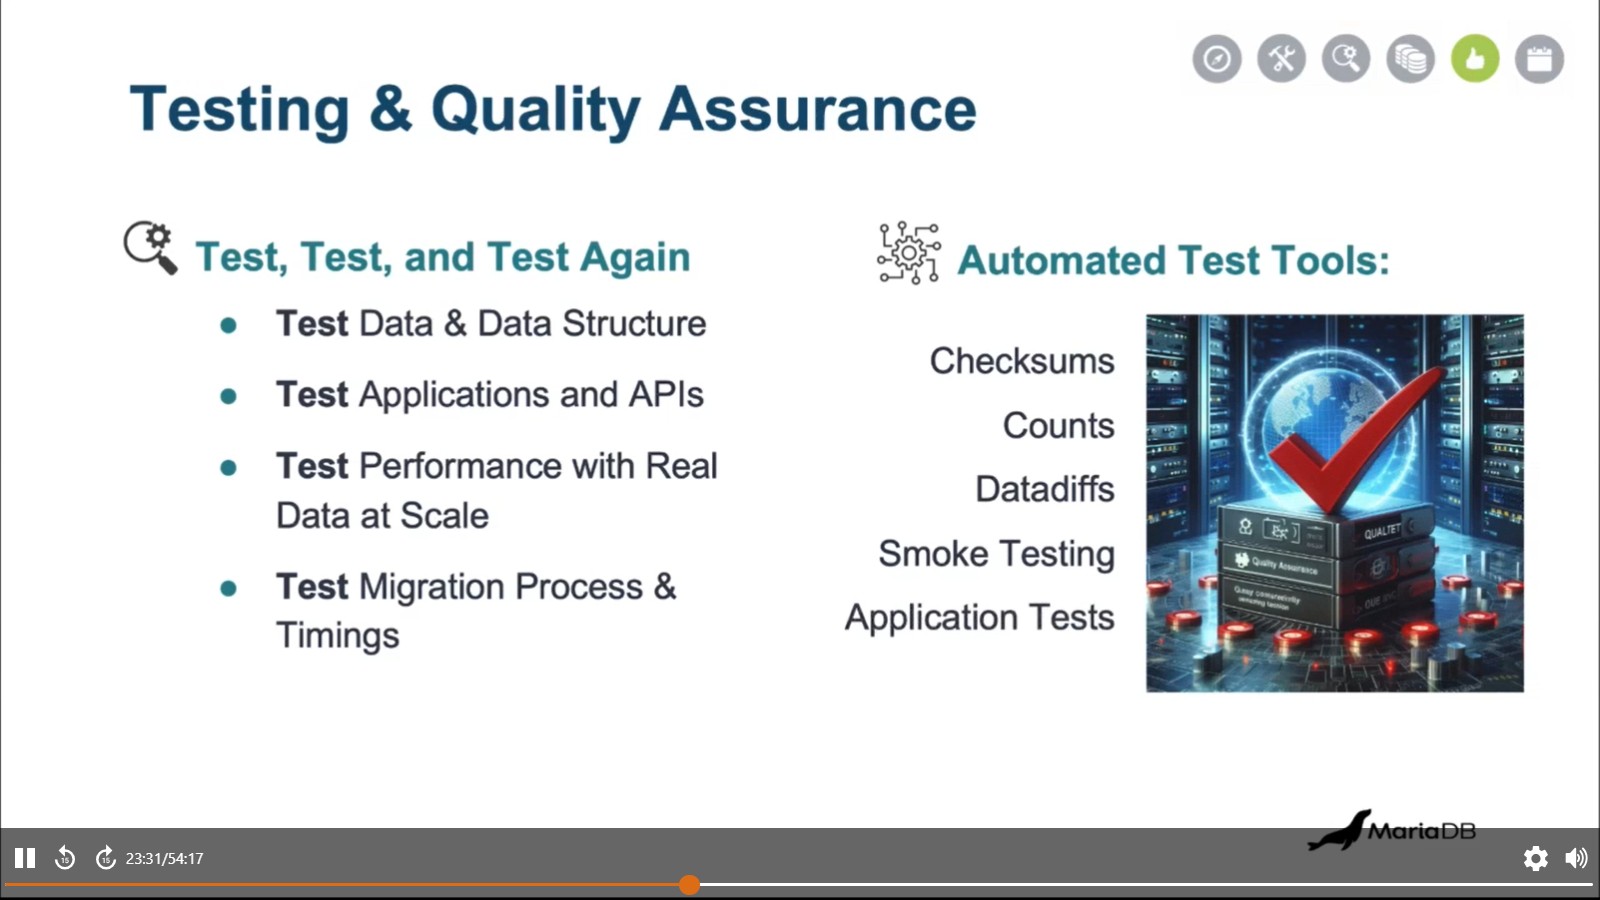 Testing & Quality Assurance
Test, Test, and Test Again
Test Data & Data Structure
Test Applications and APIs
Test Performance with Real
Data at Scale
Test Migration Process &
Timings
Automated Test Tools:
Checksums
Counts
Datadiffs
Smoke Testing
Application Tests
QUALTET
Quality Assurance
MariaDB
15
15
23:31/54:17